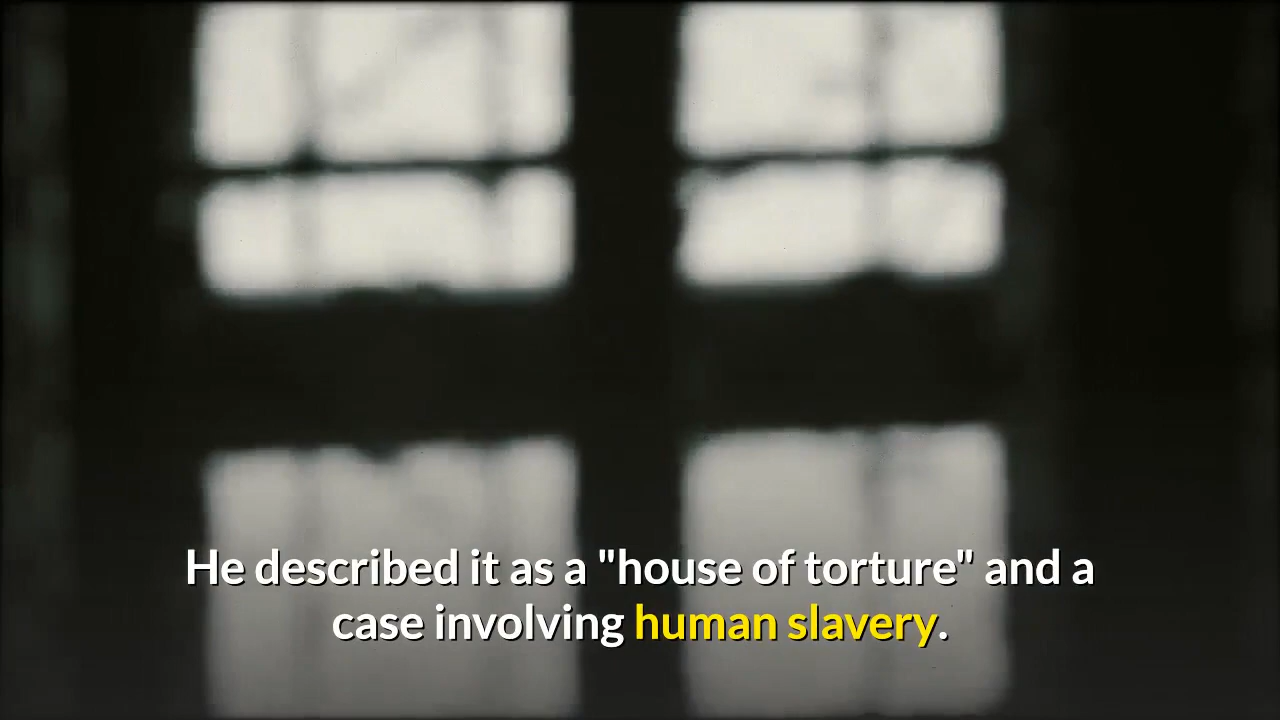 He described it as a "house of torture" and a
case involving human slavery.